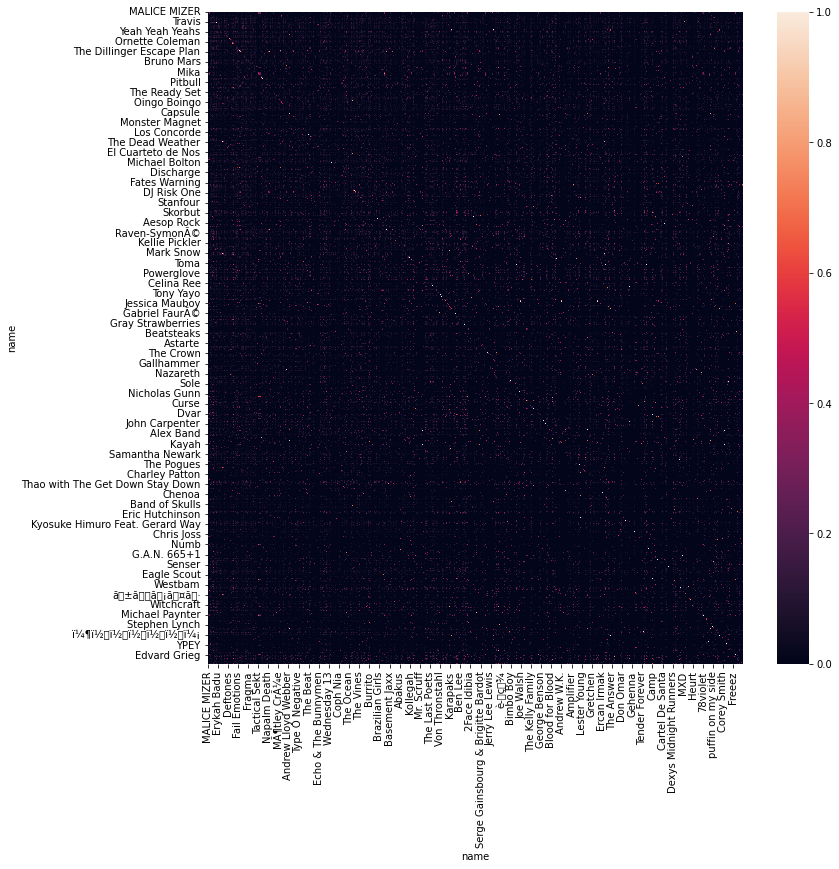 MALICE MIZER
Travis
Yeah Yeah Yeahs
Ornette Coleman
The Dillinger Escape Plan
Bruno Mars
Mika
Pitbull
The Ready Set
Oingo Boingo
Capsule
Monster Magnet
Los Concorde
The Dead Weather
El Cuarteto de Nos
Michael Bolton
Discharge
Fates Warning
DJ Risk One
Stanfour
Skorbut
Aesop Rock
Raven-SymonÃ©
Kellie Pickler
Mark Snow
Toma
Powerglove
Celina Ree
Tony Yayo
Jessica Mauboy
Gabriel FaurÃ©
Gray Strawberries
Beatsteaks
Astarte
The Crown
Gallhammer
Nazareth
Sole
Nicholas Gunn
Curse
Dvar
John Carpenter
Alex Band
Kayah
Samantha Newark
The Pogues
Charley Patton
Thao with The Get Down Stay Down
Chenoa
Band of Skulls
Eric Hutchinson
Kyosuke Himuro Feat. Gerard Way
Chris Joss
Numb
G.A.N. 665+1
Senser
Eagle Scout
Westbam
Witchcraft
Michael Paynter
Stephen Lynch
YPEY
Edvard Grieg
name
MALICE MIZER
Erykah Badu
Deftones
Fail Emotions
Fragma
Tactical Sekt
Napalm Death
MÃ¶tley CrÃ¼e
Andrew Lloyd Webber
Type O Negative
The Beat
Echo & The Bunnymen
Wednesday 13
Coph Nia
The Ocean
The Vines
Burrito
Brazilian Girls
Basement Jaxx
Abakus
Kollegah
Mr. Scruff
The Last Poets
Von Thronstahl
Karapeks
Ben Lee
2Face Idibia
Serge Gainsbourg & Brigitte Bardot
Jerry Lee Lewis
Bimbo Boy
Joe Walsh
The Kelly Family
George Benson
Blood for Blood
Andrew W.K.
Amplifier
Lester Young
Gretchen
Ercan Irmak
The Answer
Don Omar
Gehenna
Tender Forever
Camp
Cartel De Santa
Dexys Midnight Runners
MXD
Heurt
78violet
puffin on my side
Corey Smith
Freeez
name
1.0
0.8
0.6
0.4
0.2
0.0